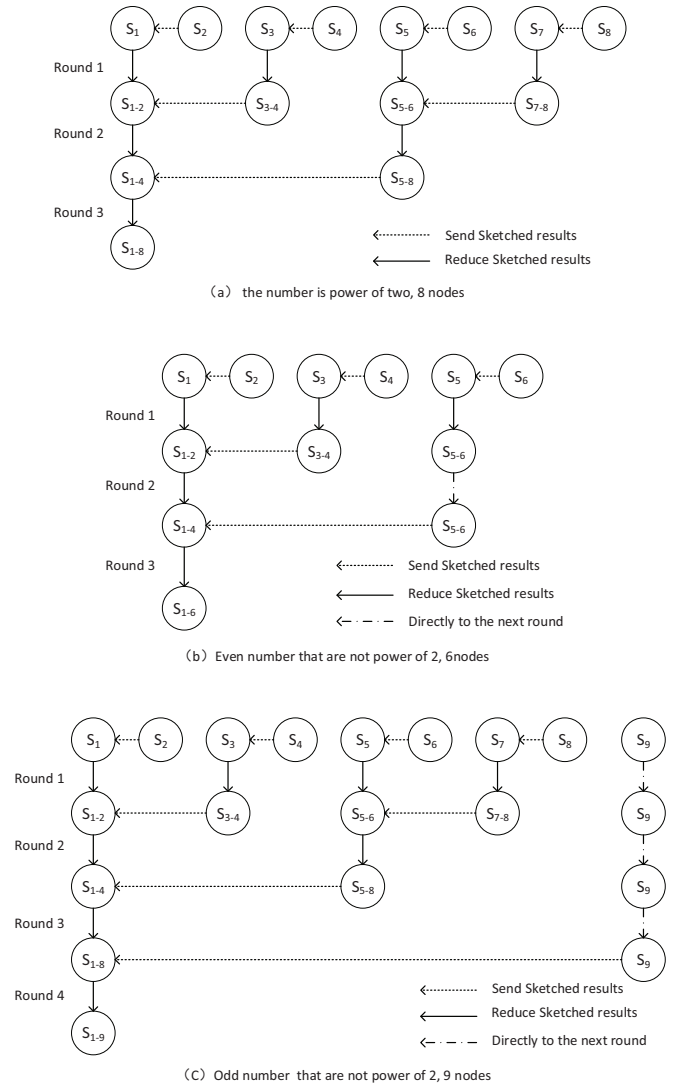 S1 S2 S3 S4 S5 S6 S7 S8
Round 1
S1-2 S3-4 S5-6 S7-8
Round 2
S1-4 S5-8
Round 3
S1-8
Send Sketched results
Reduce Sketched results
（a） the number is power of two, 8 nodes
S1 S2 S3 S4 S5 S6
Round 1
S1-2 S3-4 S5-6
Round 2
S1-4 S5-6
Round 3
S1-6
Send Sketched results
Reduce Sketched results
Directly to the next round
（b）Even number that are not power of 2, 6nodes
S1 S2 S3 S4 S5 S6 S7 S8 S9
Round 1
S1-2 S3-4 S5-6 S7-8 S9
Round 2
S1-4 S5-8 S9
Round 3
S1-8 S9
Round 4
S1-9
Send Sketched results
Reduce Sketched results
Directly to the next round
（C）Odd number that are not power of 2, 9 nodes